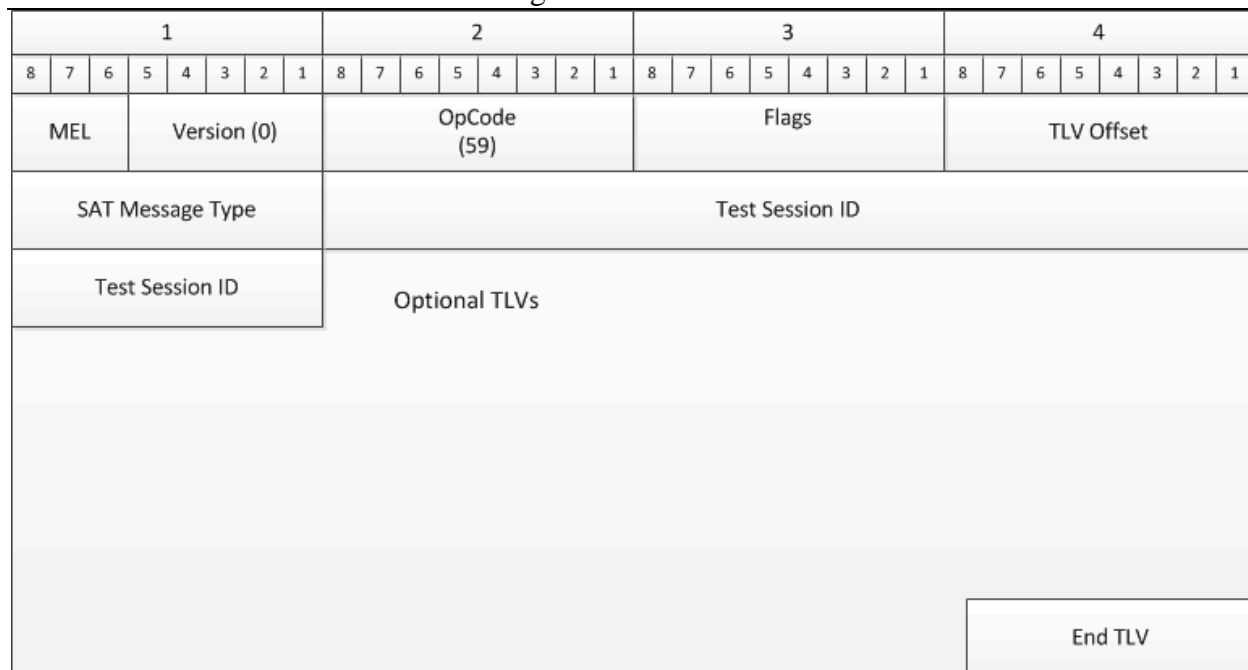 1 2 3 4
8 7 6 5 4 3 2 1 8 7 6 5 4 3 2 1 8 7 6 5 4 3 2 1 8 7 6 5 4 3 2 1
MEL Version (0) OpCode Flags TLV Offset
(59)
SAT Message Type Test Session ID
Test Session ID Optional TLVs
End TLV